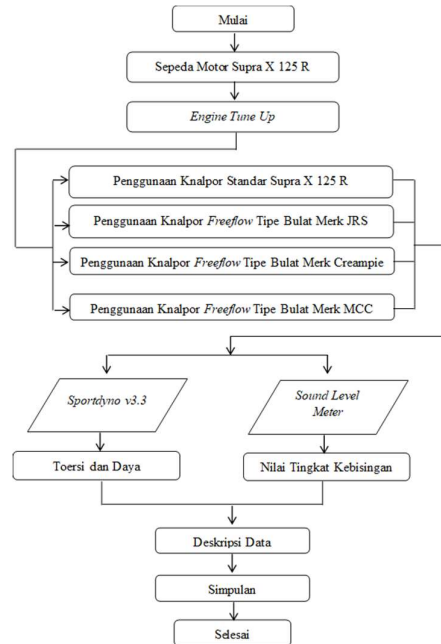 Mulai
Sepeda Motor Supra X 125 R
Engine Tune Up
Penggunaan Knalpor Standar Supra X 125 R
Penggunaan Knalpor Freeflow Tipe Bulat Merk JRS
Penggunaan Knalpor Freeflow Tipe Bulat Merk Creampie
Penggunaan Knalpor Freeflow Tipe Bulat Merk MCC
Sportdyno v3.3
Sound Level
Meter
Toersi dan Daya
Nilai Tingkat Kebisingan
Deskripsi Data
Simpulan
Selesai